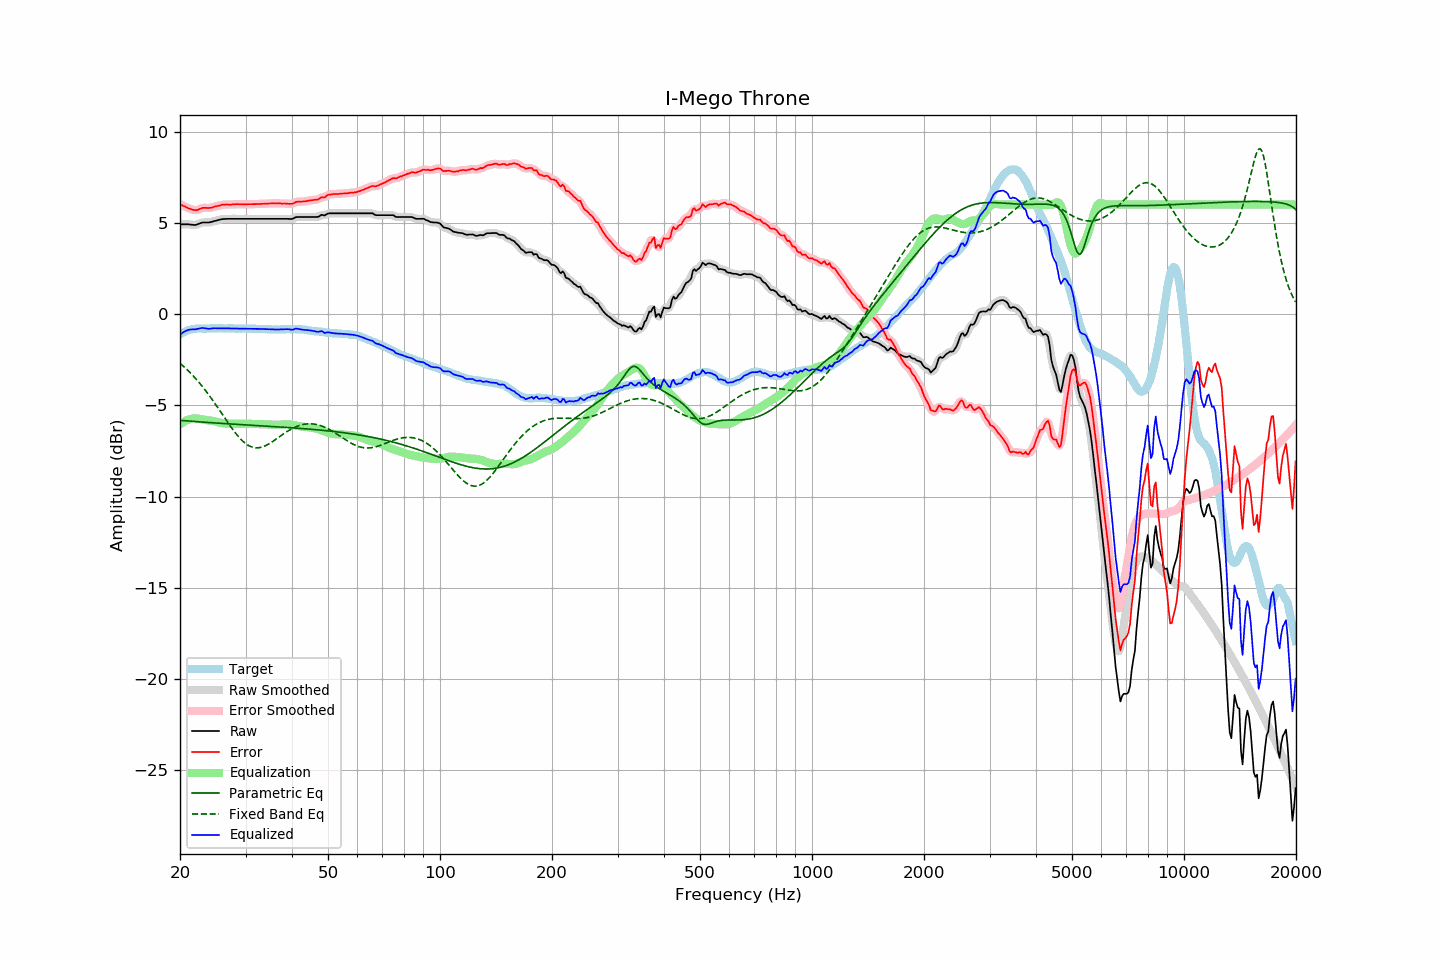 I-Mego Throne
10
5
0
−5
−10
−15
−20
−25
Amplitude (dBr)
Target
Raw Smoothed
Error Smoothed
Raw
Error
Equalization
Parametric Eq
Fixed Band Eq
Equalized
20 50 100 200 500 1000 2000 5000 10000 20000
Frequency (Hz)